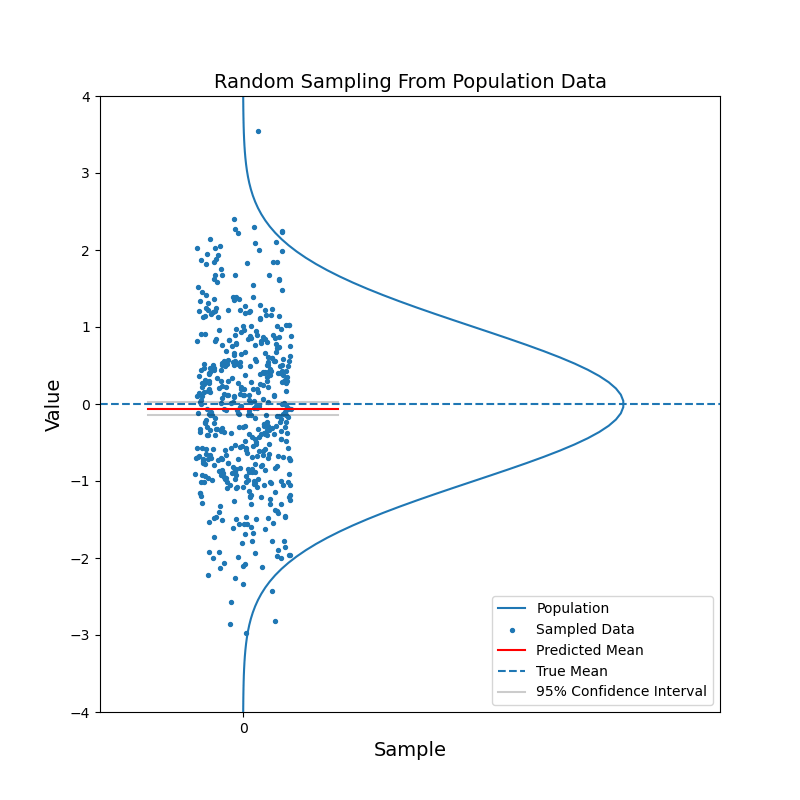 Random Sampling From Population Data
4
3
2
1
0
−1
−2
−3
−4
Value
0
Sample
Population
Sampled Data
Predicted Mean
True Mean
95% Confidence Interval